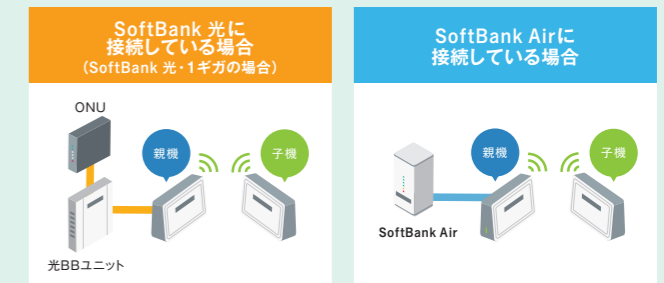 SoftBank 光に
接続している場合
(SoftBank 光・1ギガの場合)
ONU
親機
子機
光BBユニット
SoftBank Airに
接続している場合
親機
子機
SoftBank Air